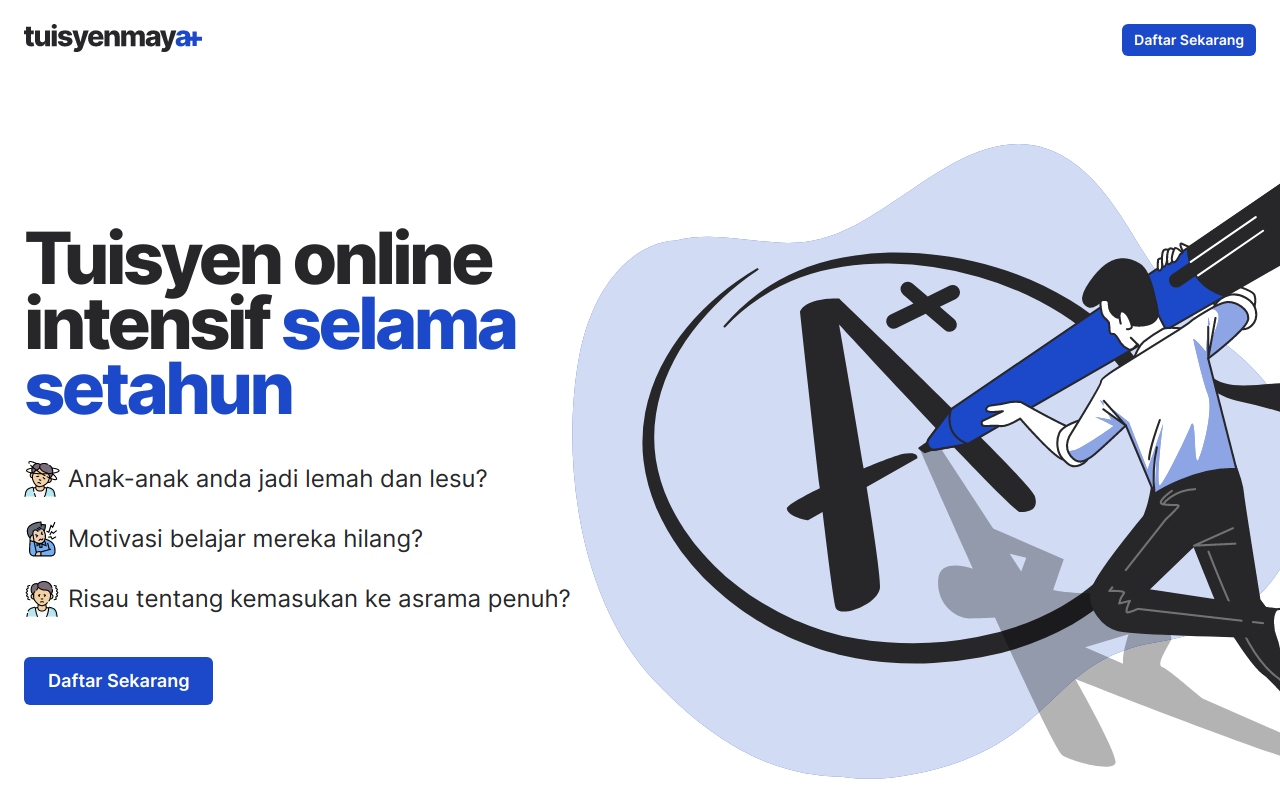 tuisyenmaya+
Daftar Sekarang
Tuisyen online
intensif selama
setahun
Anak-anak anda jadi lemah dan lesu?
Motivasi belajar mereka hilang?
Risau tentang kemasukan ke asrama penuh?
Daftar Sekarang
A+